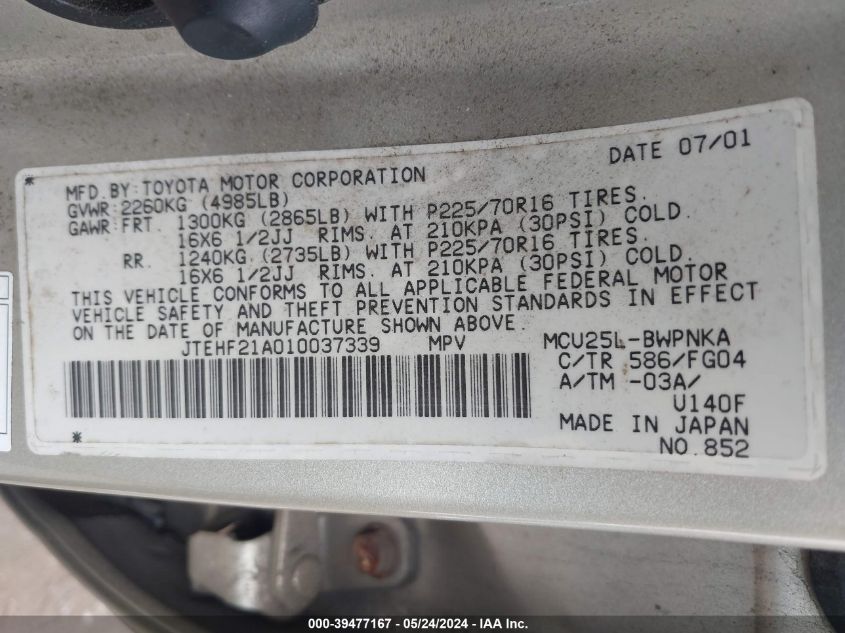 DATE 07/01
MFD. BY: TOYOTA MOTOR CORPORATION
GVWR: 2260KG (4985LB)
GAWR: FRT. 1300KG (2865LB) WITH P225/70R16 TIRES.
16X6 1/2JJ RIMS. AT 210KPA (30PSI) COLD.
RR. 1240KG. (2735LB) WITH P225/70R16 TIRES.
16X6 1/2JJ RIMS. AT 210KPA (30PSI) COLD.
THIS VEHICLE CONFORMS TO ALL APPLICABLE FEDERAL MOTOR
VEHICLE SAFETY AND THEFT PREVENTION STANDARDS IN EFFECT
ON THE DATE OF MANUFACTURE SHOWN ABOVE.
JTEHF21A010037339 MPV MCU25L-BWPNKA
C/TR 586/FG04
A/TM -03A/
U140F
MADE IN JAPAN
NO. 852
000-39477167 - 05/24/2024 - IAA Inc.